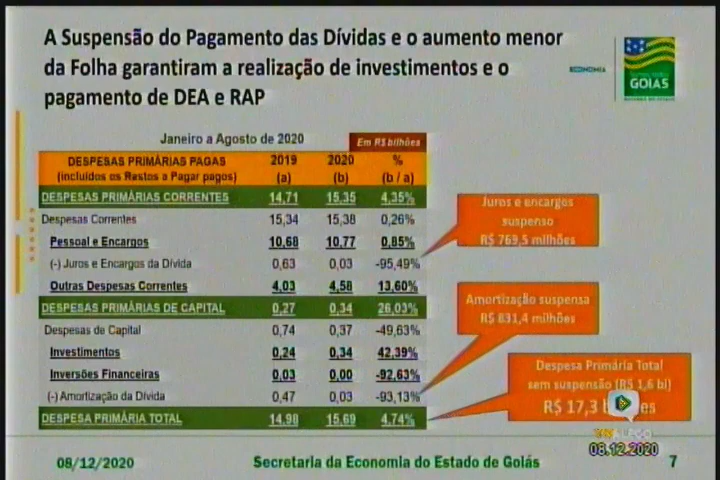 A Suspensão do Pagamento das Dívidas e o aumento menor
da Folha garantiram a realização de investimentos e o
pagamento de DEA e RAP
ECONOMIA
GOIÁS
Janeiro a Agosto de 2020
Em R$ bilhões
DESPESAS PRIMÁRIAS PAGAS 2019 2020 %
(incluídos os Restos a Pagar pagos) (a) (b) (b / a)
DESPESAS PRIMÁRIAS CORRENTES 14,71 15,35 4,35%
Despesas Correntes 15,34 15,38 0,26%
Pessoal e Encargos 10,68 10,77 0,85%
(-) Juros e Encargos da Dívida 0,63 0,03 -95,49%
Outras Despesas Correntes 4,03 4,58 13,60%
DESPESAS PRIMÁRIAS DE CAPITAL 0,27 0,34 26,03%
Despesas de Capital 0,74 0,37 -49,63%
Investimentos 0,24 0,34 42,39%
Inversões Financeiras 0,03 0,00 -92,63%
(-) Amortização da Dívida 0,47 0,03 -93,13%
DESPESA PRIMÁRIA TOTAL 14,98 15,69 4,74%
Juros e encargos
suspenso
R$ 769,5 milhões
Amortização suspensa
R$ 831,4 milhões
Despesa Primária Total
sem suspensão (R$ 1,6 bi)
R$ 17,3
08.12.2020
08/12/2020 Secretaria da Economia do Estado de Goiás 7